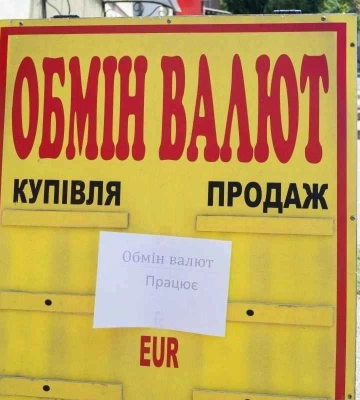 ОБМІН ВАЛЮТ
КУПІВЛЯ ПРОДАЖ
Обмін валют
Працює
EUR